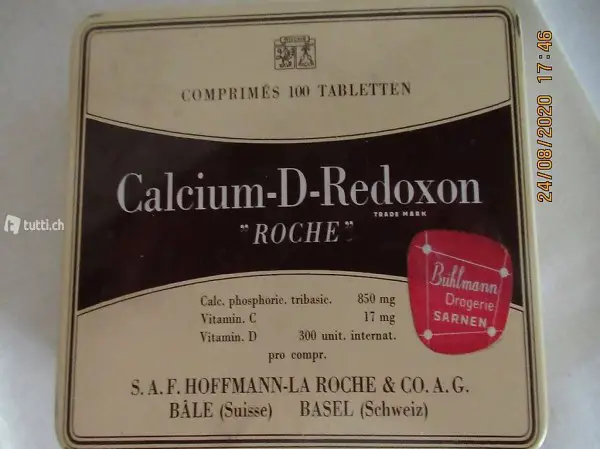 COMPRIMÉS 100 TABLETTEN
Calcium-D-Redoxon
TRADE MARK
"ROCHE"
Calc. phosphoric. tribasic. 850 mg
Vitamin. C 17 mg
Vitamin. D 300 unit. internat.
pro compr.
Bühlmann
Drogerie
SARNEN
S.A.F. HOFFMANN-LA ROCHE & CO. A.G.
BÂLE (Suisse) BASEL (Schweiz)
tutti.ch
24/08/2020 17:46